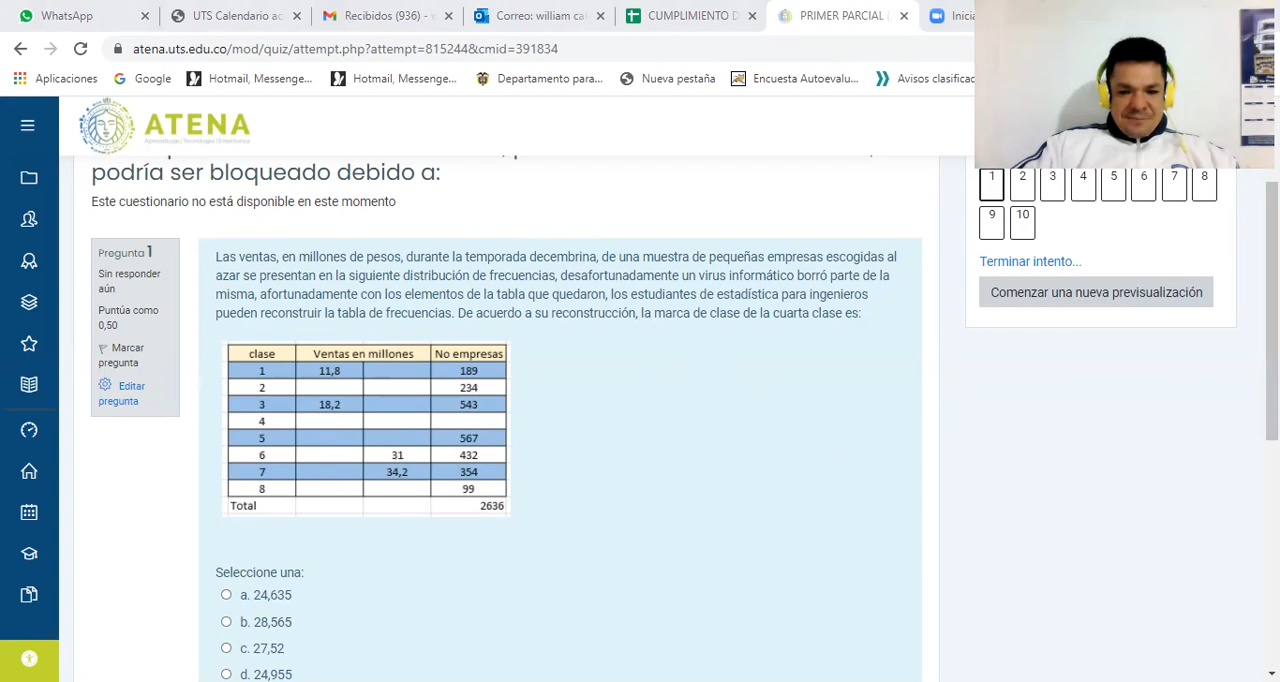 WhatsApp
UTS Calendario ac
Recibidos (936) -
Correo: william ca
CUMPLIMIENTO D
PRIMER PARCIAL (
Inicia
atena.uts.edu.co/mod/quiz/attempt.php?attempt=815244&cmid=391834
Aplicaciones
Google
Hotmail, Messenge...
Hotmail, Messenge...
Departamento para...
Nueva pestaña
Encuesta Autoevalu...
Avisos clasifica
ATENA
podría ser bloqueado debido a:
Este cuestionario no está disponible en este momento
Pregunta 1
Sin responder
aún
Puntúa como
0,50
Marcar
pregunta
Editar
pregunta
Las ventas, en millones de pesos, durante la temporada decembrina, de una muestra de pequeñas empresas escogidas al
azar se presentan en la siguiente distribución de frecuencias, desafortunadamente un virus informático borró parte de la
misma, afortunadamente con los elementos de la tabla que quedaron, los estudiantes de estadística para ingenieros
pueden reconstruir la tabla de frecuencias. De acuerdo a su reconstrucción, la marca de clase de la cuarta clase es:
clase Ventas en millones No empresas
1 11,8 189
2 234
3 18,2 543
4
5 567
6 31 432
7 34,2 354
8 99
Total 2636
Seleccione una:
a. 24,635
b. 28,565
c. 27,52
d. 24,955
1 2 3 4 5 6 7 8
9 10
Terminar intento...
Comenzar una nueva previsualización